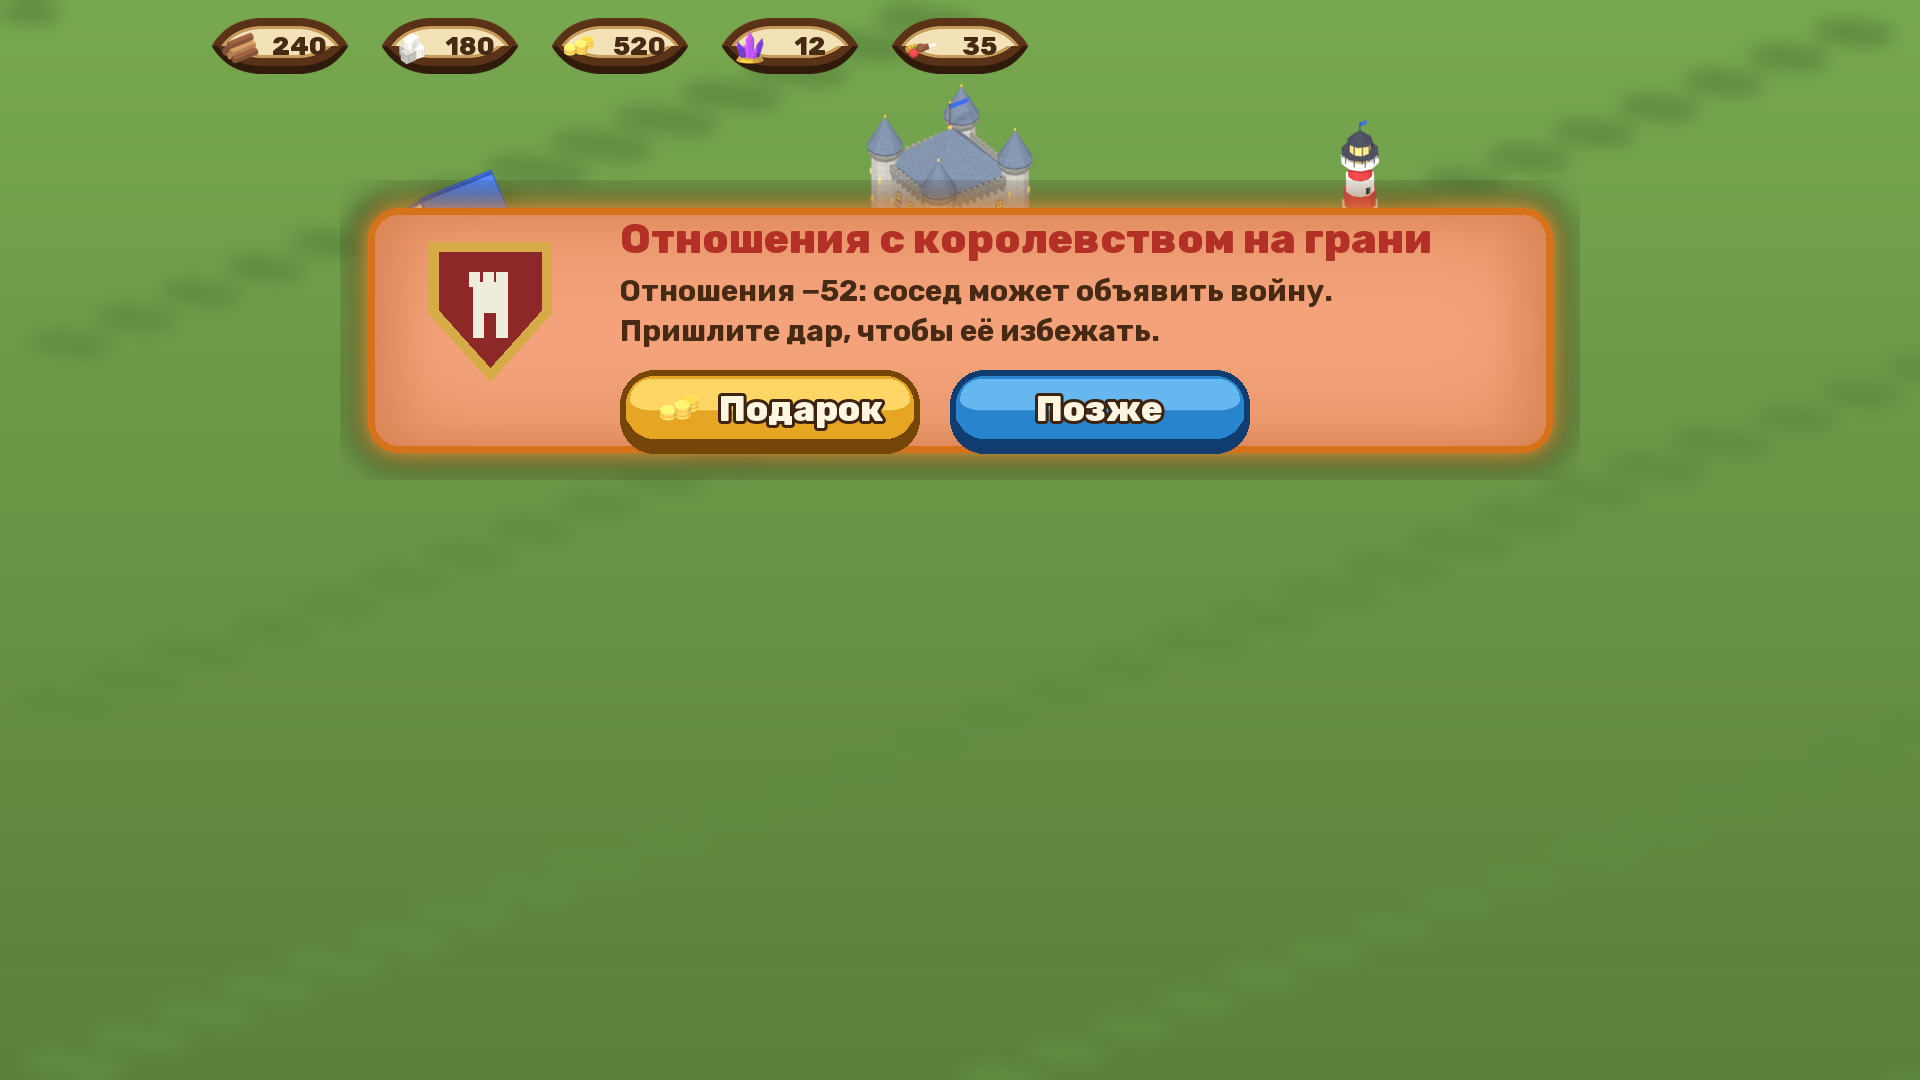 240
180
520
12
35
Отношения с королевством на грани
Отношения –52: сосед может объявить войну.
Пришлите дар, чтобы её избежать.
Подарок
Позже